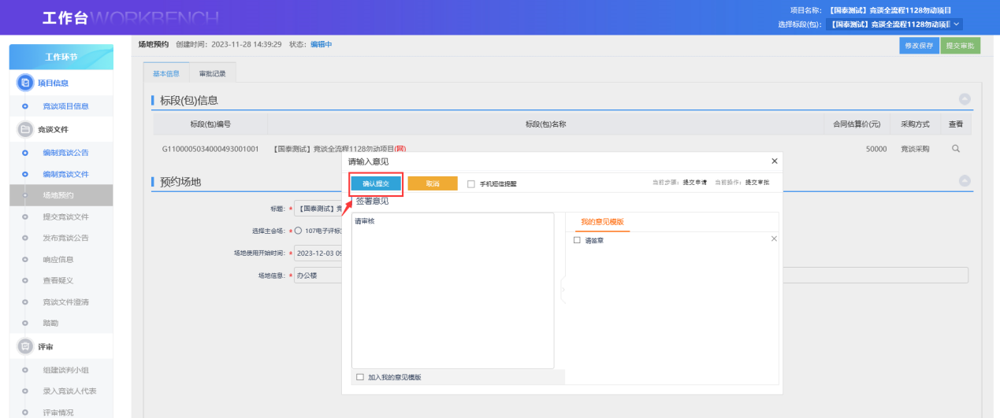 工作台WORKBENCH
项目名称: 【国泰测试】竞谈全流程1128勿动项目
选择标段(包): 【国泰测试】竞谈全流程1128勿动项目
场地预约 创建时间: 2023-11-28 14:39:29 状态: 编辑中
修改保存 提交审批
工作环节
项目信息
竞谈项目信息
竞谈文件
编制竞谈公告
编制竞谈文件
场地预约
提交竞谈文件
发布竞谈公告
响应信息
查看疑义
竞谈文件澄清
踏勘
评审
组建谈判小组
录入竞谈人代表
评审情况
基本信息 审批记录
标段(包)信息
标段(包)编号 标段(包)名称 合同估算价(元) 采购方式 查看
G1100005034000493001001 【国泰测试】竞谈全流程1128勿动项目(网) 50000 竞谈采购
预约场地
标题: * 【国泰测试】
选择主会场: * 107电子评标
场地使用开始时间: * 2023-12-03 09
场地信息: * 办公楼
请输入意见
确认提交 取消 手机短信提醒 当前步骤: 提交申请 当前操作: 提交审批
签署意见
请审核
我的意见模版
请签章
加入我的意见模版